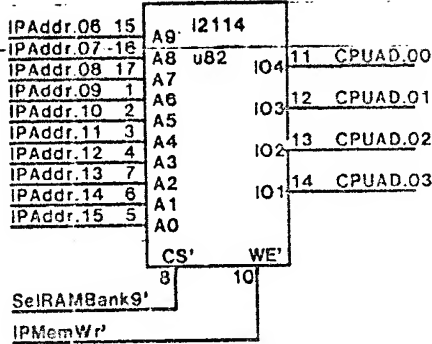 IPAddr.06 15 A9 i2114
IPAddr.07 16 A8 u82 IO4 11 CPUAD.00
IPAddr.08 17 A7
IPAddr.09 1 A6 IO3 12 CPUAD.01
IPAddr.10 2 A5
IPAddr.11 3 A4 IO2 13 CPUAD.02
IPAddr.12 4 A3
IPAddr.13 7 A2 IO1 14 CPUAD.03
IPAddr.14 6 A1
IPAddr.15 5 A0
CS' WE'
8 10
SelRAMBank9'
IPMemWr'